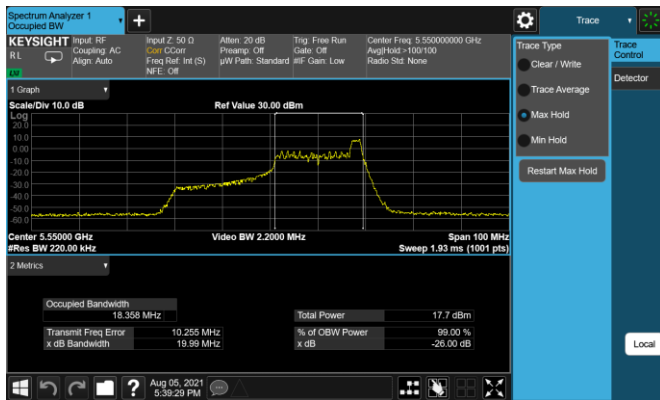 Spectrum Analyzer 1
Occupied BW
Trace
KEYSIGHT
RL
LXI
Input: RF
Coupling: AC
Align: Auto
Input Z: 50 Ω
Corr CCorr
Freq Ref: Int (S)
NFE: Off
Atten: 20 dB
Preamp: Off
µW Path: Standard
Trig: Free Run
Gate: Off
#IF Gain: Low
Center Freq: 5.550000000 GHz
Avg|Hold:>100/100
Radio Std: None
Trace Type
Clear / Write
Trace Average
Max Hold
Min Hold
Restart Max Hold
Trace
Control
Detector
Local
1 Graph
Scale/Div 10.0 dB
Ref Value 30.00 dBm
Log
20.0
10.0
0.00
-10.0
-20.0
-30.0
-40.0
-50.0
-60.0
Center 5.55000 GHz
Video BW 2.2000 MHz
Span 100 MHz
#Res BW 220.00 kHz
Sweep 1.93 ms (1001 pts)
2 Metrics
Occupied Bandwidth
18.358 MHz
Total Power
17.7 dBm
Transmit Freq Error
10.255 MHz
% of OBW Power
99.00 %
x dB Bandwidth
19.99 MHz
x dB
-26.00 dB
?
Aug 05, 2021
5:39:29 PM